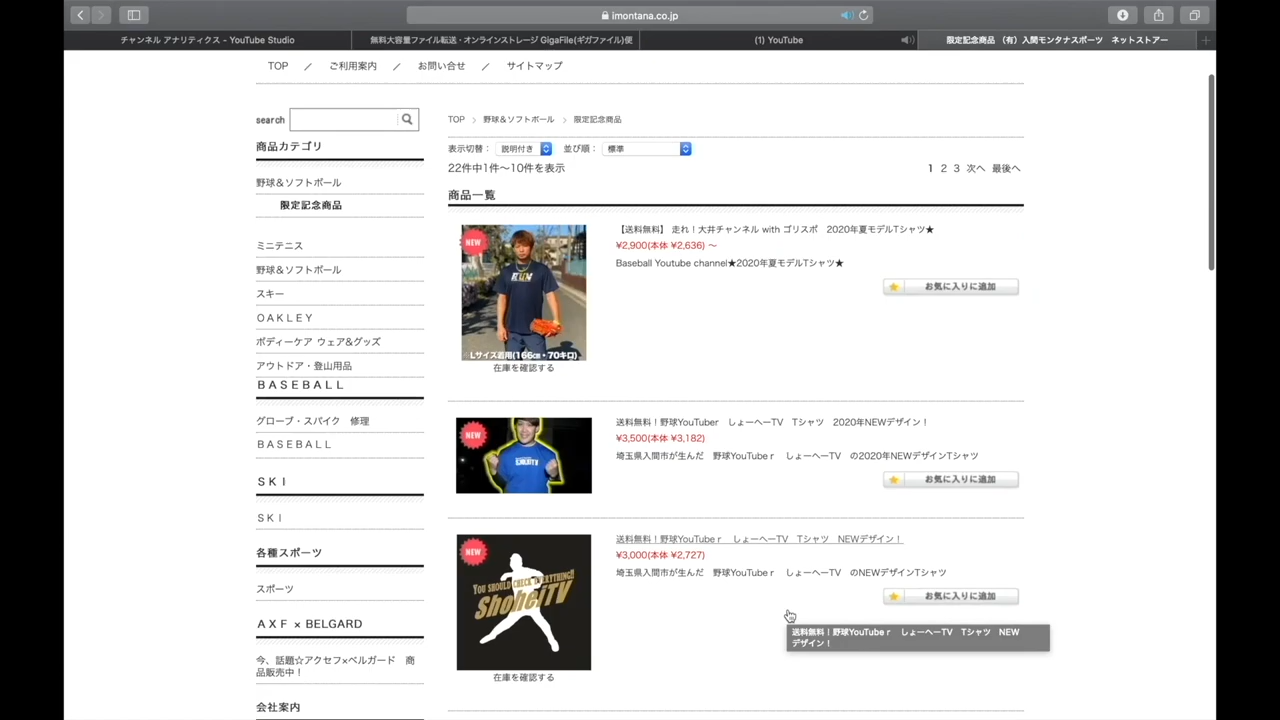 imontana.co.jp
チャンネル アナリティクス - YouTube Studio
無料大容量ファイル転送・オンラインストレージ GigaFile(ギガファイル)便
(1) YouTube
限定記念商品 （有）入間モンタナスポーツ ネットストアー
TOP ／ ご利用案内 ／ お問い合せ ／ サイトマップ
search
商品カテゴリ
野球＆ソフトボール
限定記念商品
ミニテニス
野球＆ソフトボール
スキー
ＯＡＫＬＥＹ
ボディーケア ウェア&グッズ
アウトドア・登山用品
ＢＡＳＥＢＡＬＬ
グローブ・スパイク　修理
ＢＡＳＥＢＡＬＬ
ＳＫＩ
ＳＫＩ
各種スポーツ
スポーツ
ＡＸＦ × BELGARD
今、話題☆アクセフ×ベルガード　商
品販売中！
会社案内
TOP > 野球＆ソフトボール > 限定記念商品
表示切替： 説明付き 並び順： 標準
22件中1件〜10件を表示
1 2 3 次へ 最後へ
商品一覧
NEW
RUN
Lサイズ着用(166㎝・70キロ)
在庫を確認する
【送料無料】 走れ！大井チャンネル with ゴリスポ　2020年夏モデルTシャツ★
¥2,900(本体 ¥2,636) 〜
Baseball Youtube channel★2020年夏モデルTシャツ★
お気に入りに追加
NEW
SHOHEITV
送料無料！野球YouTuber　しょーへーTV　Tシャツ　2020年NEWデザイン！
¥3,500(本体 ¥3,182)
埼玉県入間市が生んだ　野球YouTubeｒ　しょーへーTV　の2020年NEWデザインTシャツ
お気に入りに追加
NEW
YOU SHOULD CHECK EVERYTHING!!
ShoheiTV
在庫を確認する
送料無料！野球YouTubeｒ　しょーへーTV　Tシャツ　NEWデザイン！
¥3,000(本体 ¥2,727)
埼玉県入間市が生んだ　野球YouTubeｒ　しょーへーTV　のNEWデザインTシャツ
お気に入りに追加
送料無料！野球YouTubeｒ　しょーへーTV　Tシャツ　NEW
デザイン！